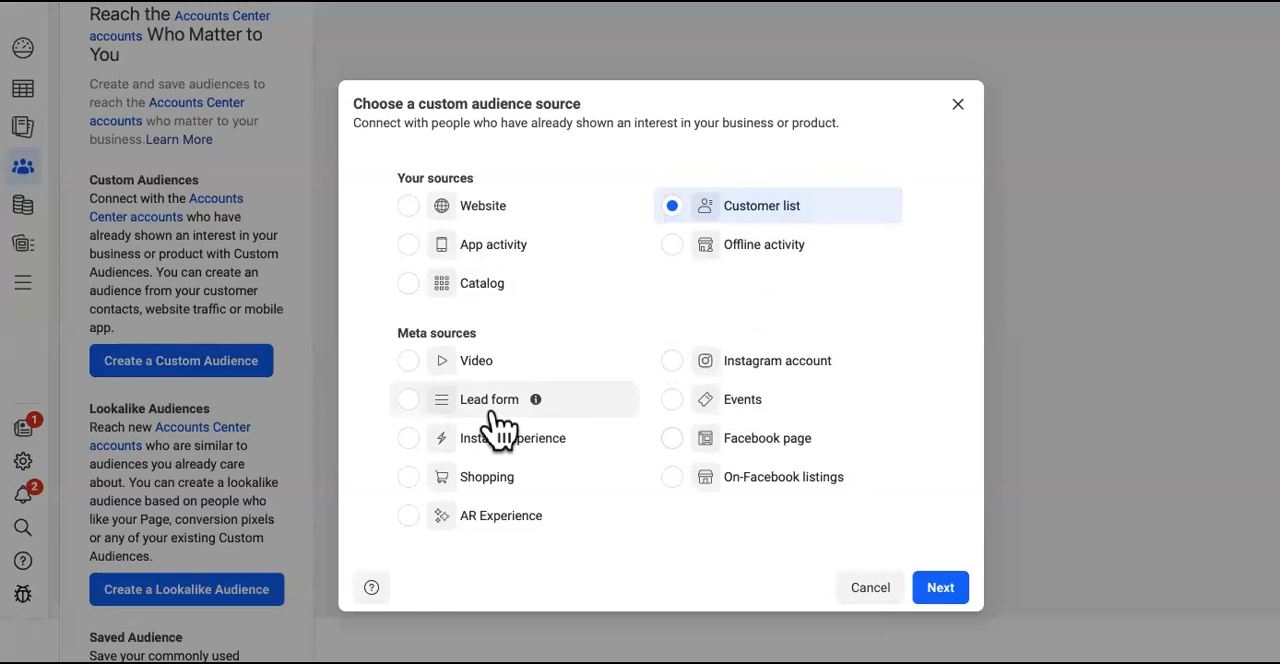 Reach the Accounts Center
accounts Who Matter to
You
Create and save audiences to
reach the Accounts Center
accounts who matter to your
business.Learn More
Custom Audiences
Connect with the Accounts
Center accounts who have
already shown an interest in your
business or product with Custom
Audiences. You can create an
audience from your customer
contacts, website traffic or mobile
app.
Create a Custom Audience
Lookalike Audiences
Reach new Accounts Center
accounts who are similar to
audiences you already care
about. You can create a lookalike
audience based on people who
like your Page, conversion pixels
or any of your existing Custom
Audiences.
Create a Lookalike Audience
Saved Audience
Save your commonly used
1
2
Choose a custom audience source
Connect with people who have already shown an interest in your business or product.
Your sources
Website
Customer list
App activity
Offline activity
Catalog
Meta sources
Video
Instagram account
Lead form
Events
Facebook page
Shopping
On-Facebook listings
AR Experience
Cancel
Next